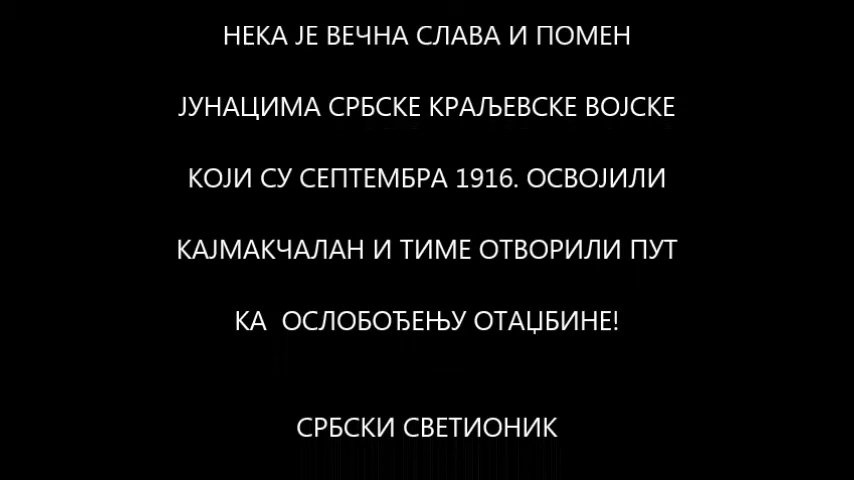 НЕКА ЈЕ ВЕЧНА СЛАВА И ПОМЕН
ЈУНАЦИМА СРБСКЕ КРАЉЕВСКЕ ВОЈСКЕ
КОЈИ СУ СЕПТЕМБРА 1916. ОСВОЈИЛИ
КАЈМАКЧАЛАН И ТИМЕ ОТВОРИЛИ ПУТ
КА ОСЛОБОЂЕЊУ ОТАЏБИНЕ!
СРБСКИ СВЕТИОНИК